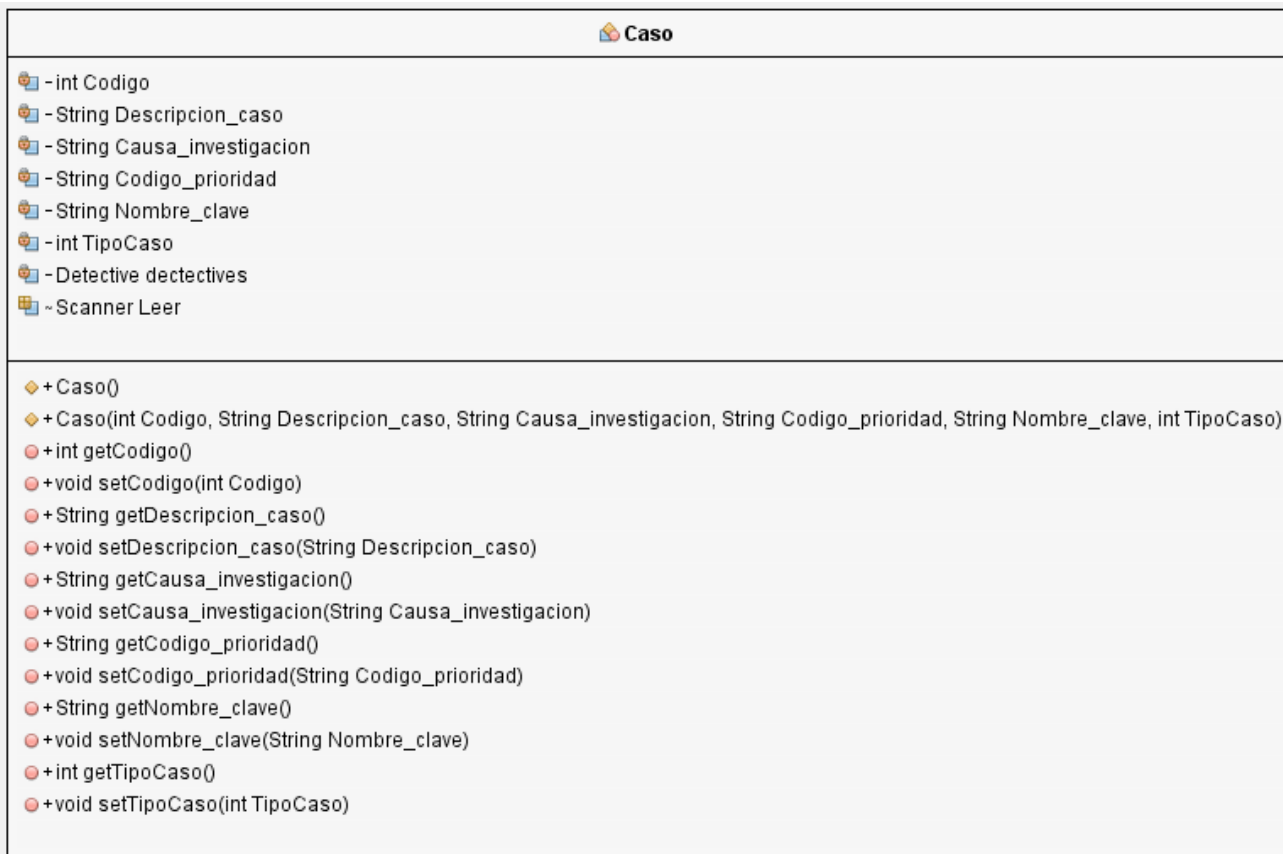 Caso
-int Codigo
-String Descripcion_caso
-String Causa_investigacion
-String Codigo_prioridad
-String Nombre_clave
-int TipoCaso
-Detective dectectives
~Scanner Leer
+Caso()
+Caso(int Codigo, String Descripcion_caso, String Causa_investigacion, String Codigo_prioridad, String Nombre_clave, int TipoCaso)
+int getCodigo()
+void setCodigo(int Codigo)
+String getDescripcion_caso()
+void setDescripcion_caso(String Descripcion_caso)
+String getCausa_investigacion()
+void setCausa_investigacion(String Causa_investigacion)
+String getCodigo_prioridad()
+void setCodigo_prioridad(String Codigo_prioridad)
+String getNombre_clave()
+void setNombre_clave(String Nombre_clave)
+int getTipoCaso()
+void setTipoCaso(int TipoCaso)